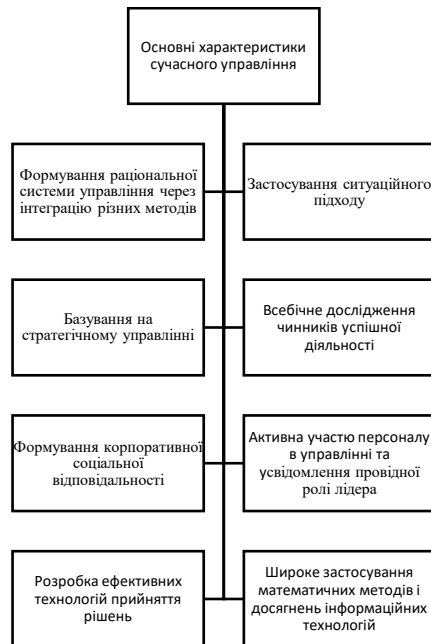 Основні характеристики
сучасного управління
Формування раціональної
системи управління через
інтеграцію різних методів
Застосування ситуаційного
підходу
Базування на
стратегічному управлінні
Всебічне дослідження
чинників успішної
діяльності
Формування корпоративної
соціальної
відповідальності
Активна участю персоналу
в управлінні та
усвідомлення провідної
ролі лідера
Розробка ефективних
технологій прийняття
рішень
Широке застосування
математичних методів і
досягнень інформаційних
технологій